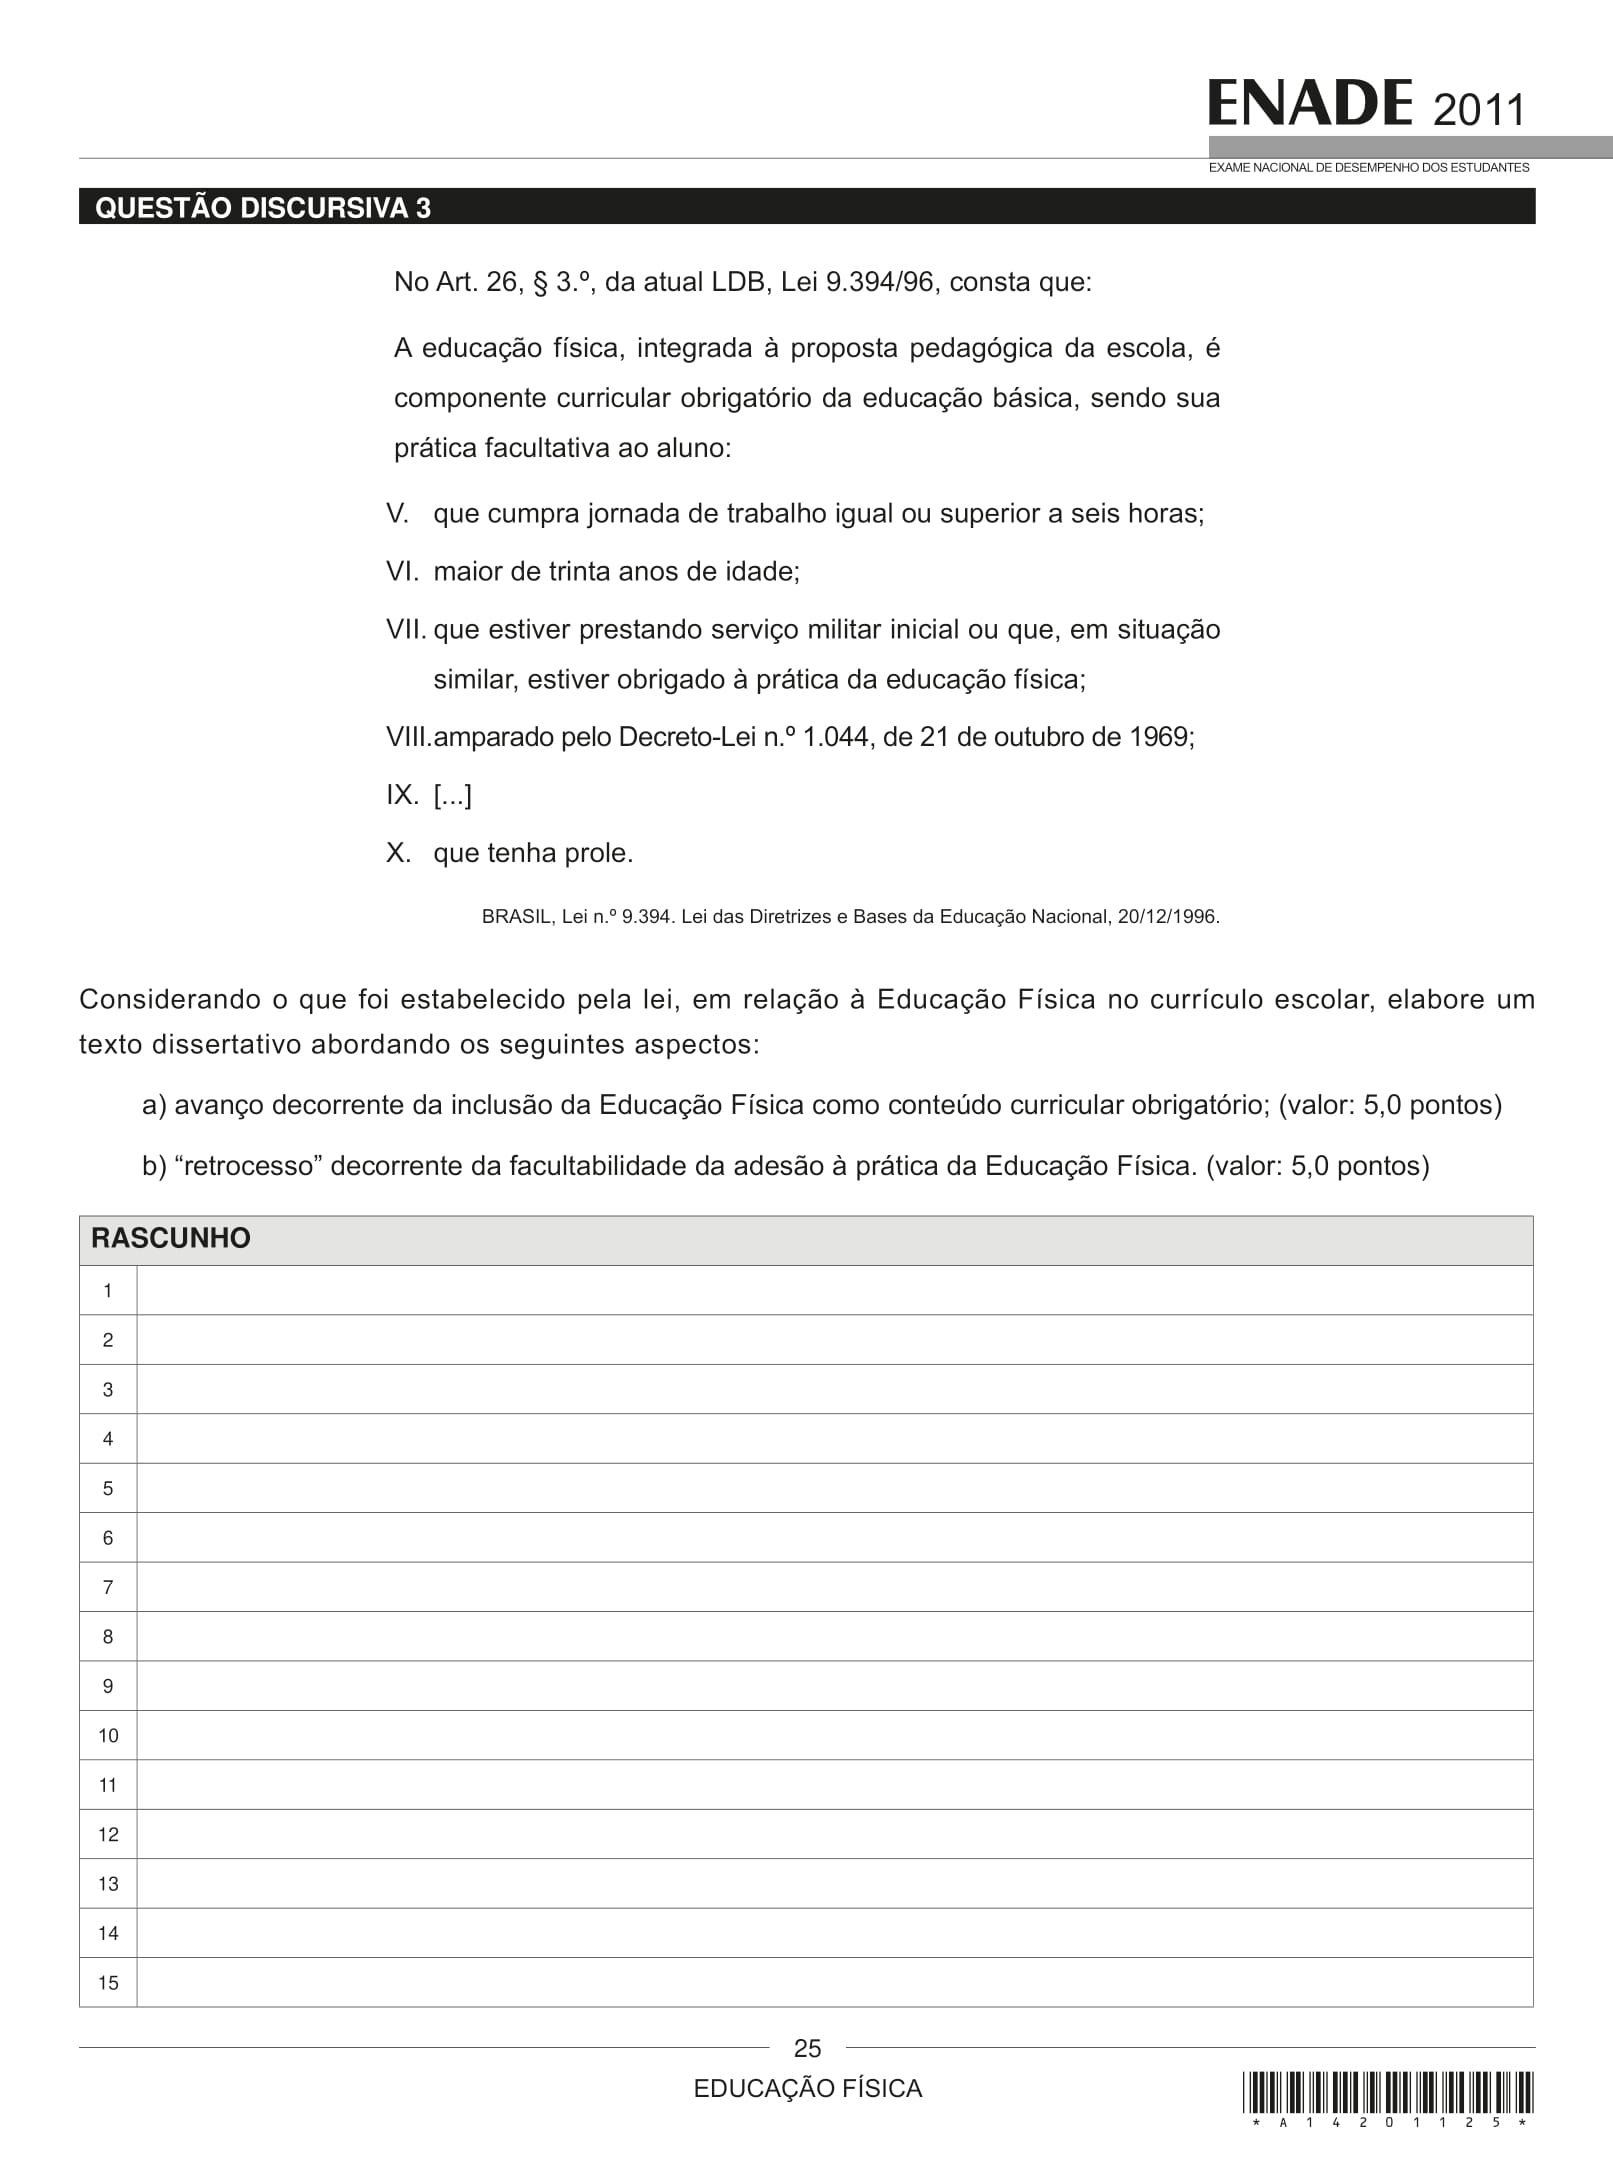 ENADE 2011
EXAME NACIONAL DE DESEMPENHO DOS ESTUDANTES
QUESTÃO DISCURSIVA 3
No Art. 26, § 3.º, da atual LDB, Lei 9.394/96, consta que:
A educação física, integrada à proposta pedagógica da escola, é
componente curricular obrigatório da educação básica, sendo sua
prática facultativa ao aluno:
V. que cumpra jornada de trabalho igual ou superior a seis horas;
VI. maior de trinta anos de idade;
VII. que estiver prestando serviço militar inicial ou que, em situação
similar, estiver obrigado à prática da educação física;
VIII.amparado pelo Decreto-Lei n.º 1.044, de 21 de outubro de 1969;
IX. [...]
X. que tenha prole.
BRASIL, Lei n.º 9.394. Lei das Diretrizes e Bases da Educação Nacional, 20/12/1996.
Considerando o que foi estabelecido pela lei, em relação à Educação Física no currículo escolar, elabore um
texto dissertativo abordando os seguintes aspectos:
a) avanço decorrente da inclusão da Educação Física como conteúdo curricular obrigatório; (valor: 5,0 pontos)
b) “retrocesso” decorrente da facultabilidade da adesão à prática da Educação Física. (valor: 5,0 pontos)
RASCUNHO
1
2
3
4
5
6
7
8
9
10
11
12
13
14
15
25
EDUCAÇÃO FÍSICA
* A 1 4 2 0 1 1 2 5 *